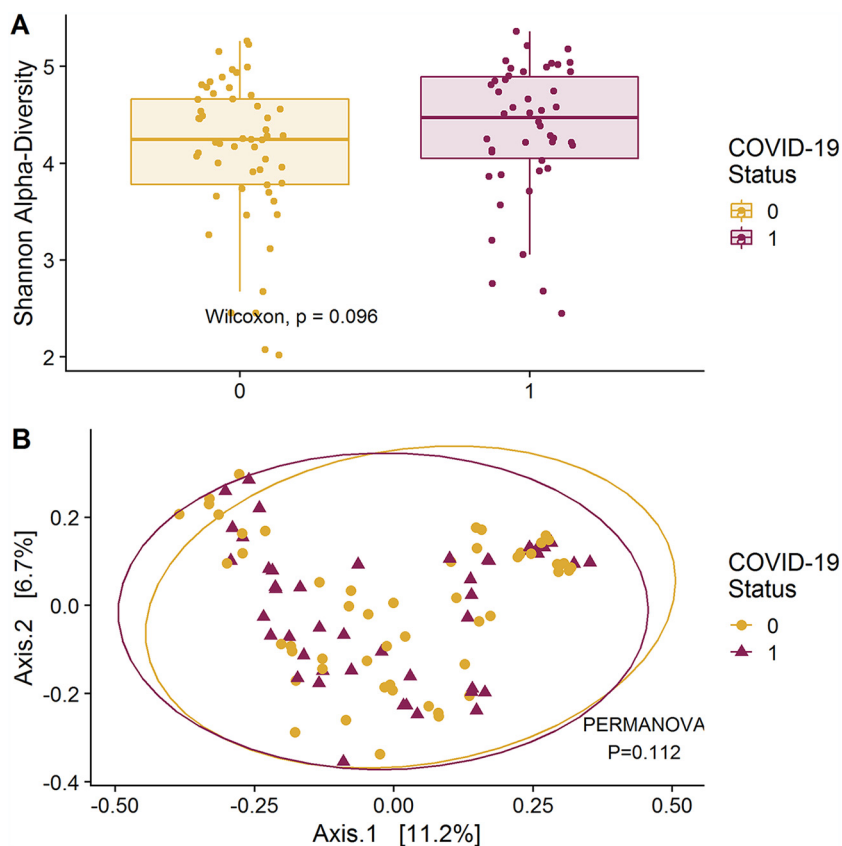 A
Shannon Alpha-Diversity
5
4
3
2
Wilcoxon, p = 0.096
0
1
COVID-19
Status
0
1
B
Axis.2 [6.7%]
0.2
0.0
-0.2
-0.4
PERMANOVA
P=0.112
-0.50
-0.25
0.00
0.25
0.50
Axis.1 [11.2%]
COVID-19
Status
0
1